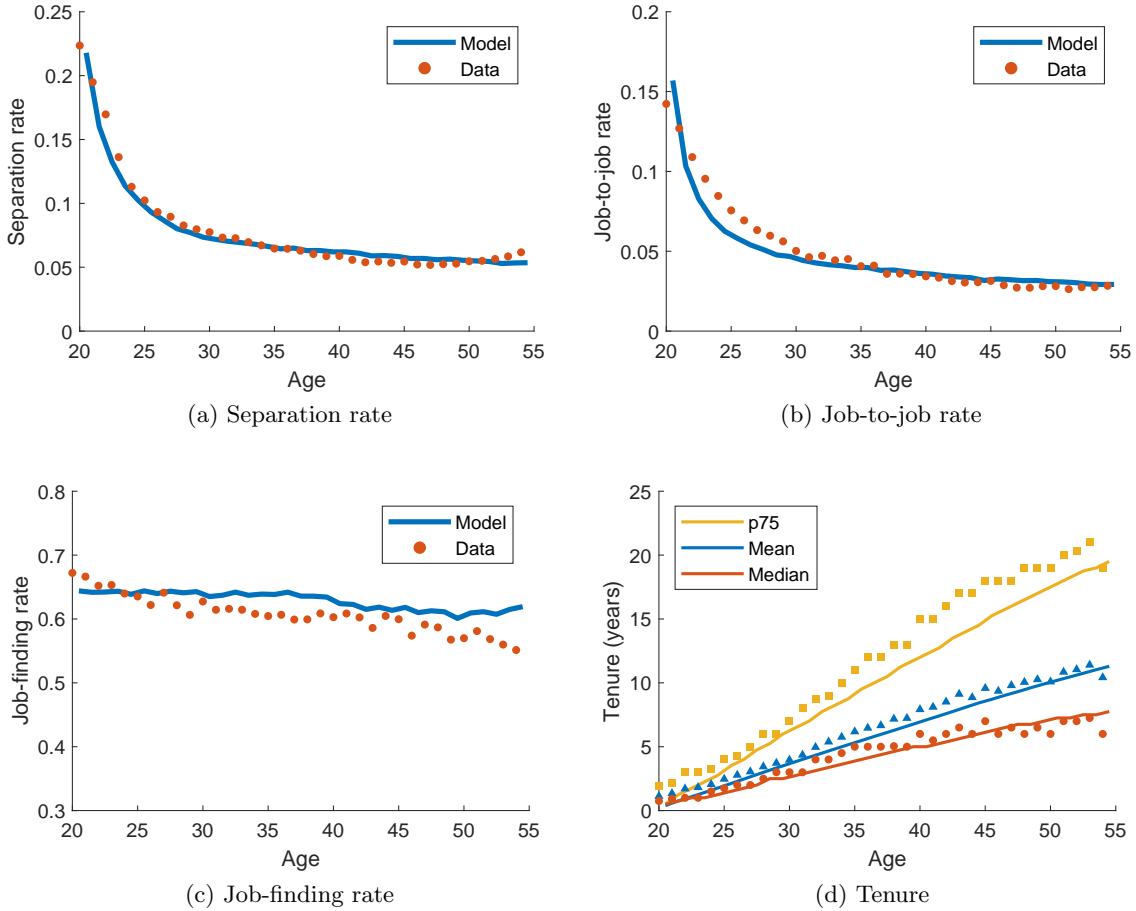 0.25
0.2
0.15
0.1
0.05
0
20 25 30 35 40 45 50 55
Separation rate
Age
Model
Data
(a) Separation rate
0.2
0.15
0.1
0.05
0
20 25 30 35 40 45 50 55
Job-to-job rate
Age
Model
Data
(b) Job-to-job rate
0.8
0.7
0.6
0.5
0.4
0.3
20 25 30 35 40 45 50 55
Job-finding rate
Age
Model
Data
(c) Job-finding rate
25
20
15
10
5
0
20 25 30 35 40 45 50 55
Tenure (years)
Age
p75
Mean
Median
(d) Tenure